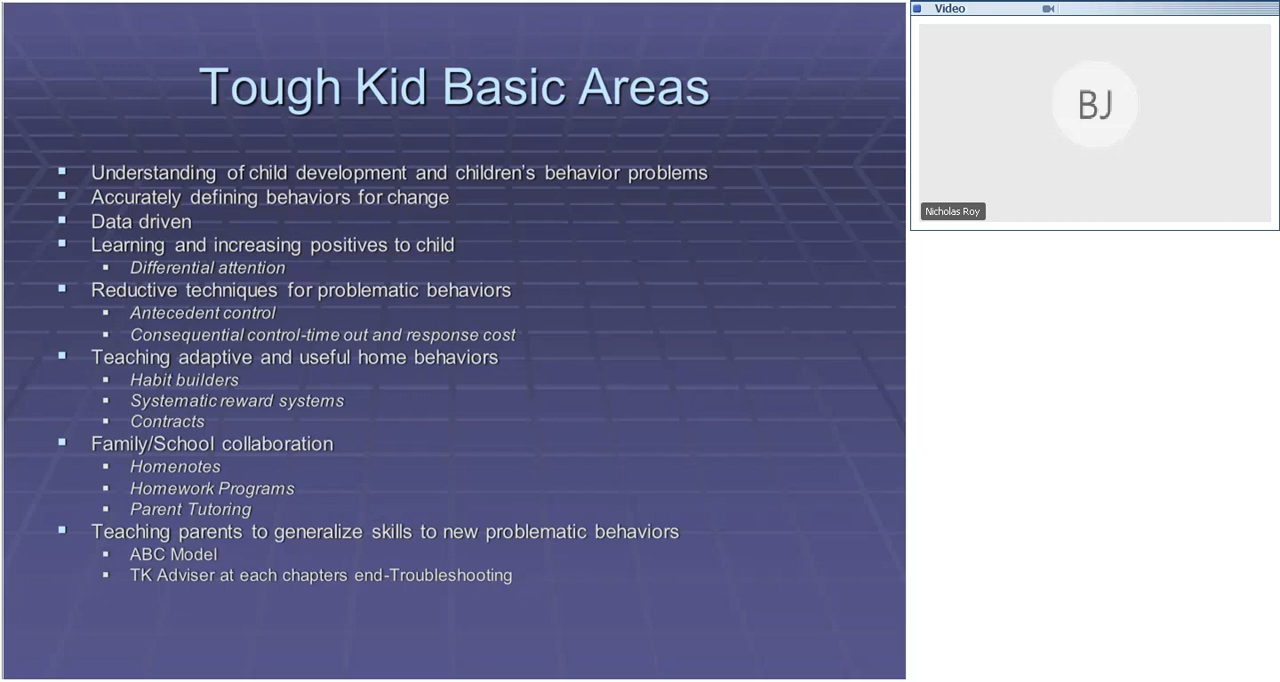 Tough Kid Basic Areas
Understanding of child development and children's behavior problems
Accurately defining behaviors for change
Data driven
Learning and increasing positives to child
Differential attention
Reductive techniques for problematic behaviors
Antecedent control
Consequential control-time out and response cost
Teaching adaptive and useful home behaviors
Habit builders
Systematic reward systems
Contracts
Family/School collaboration
Homenotes
Homework Programs
Parent Tutoring
Teaching parents to generalize skills to new problematic behaviors
ABC Model
TK Adviser at each chapters end-Troubleshooting
Video
BJ
Nicholas Roy